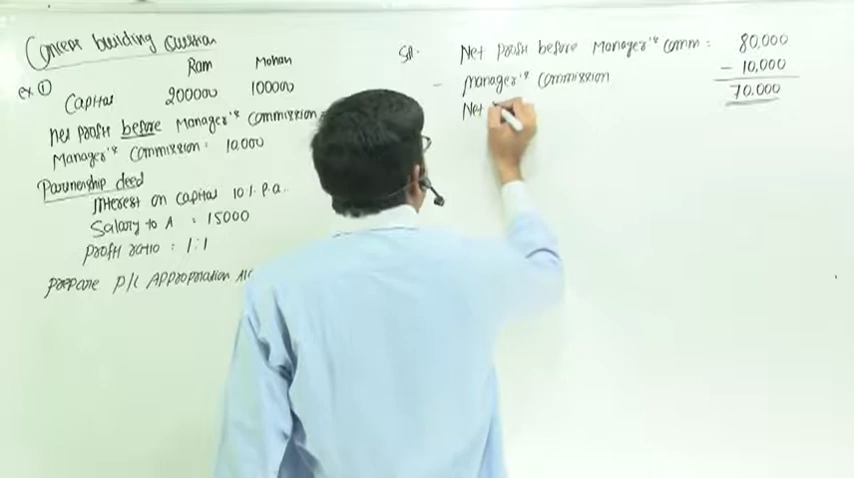 Concept building Question
Ram Mohan
ex ①
Capital 200000 100000
Net profit before Manager's Commission =
Manager's Commission: 10,000
Partnership deed
Interest on capital 10%. P.a.
Salary to A : 15000
Profit ratio : 1:1
prepare P/L Appropriation A/c
Sol. Net profit before Manager's comm: 80,000
- Manager's Commission - 10,000
Net 70,000